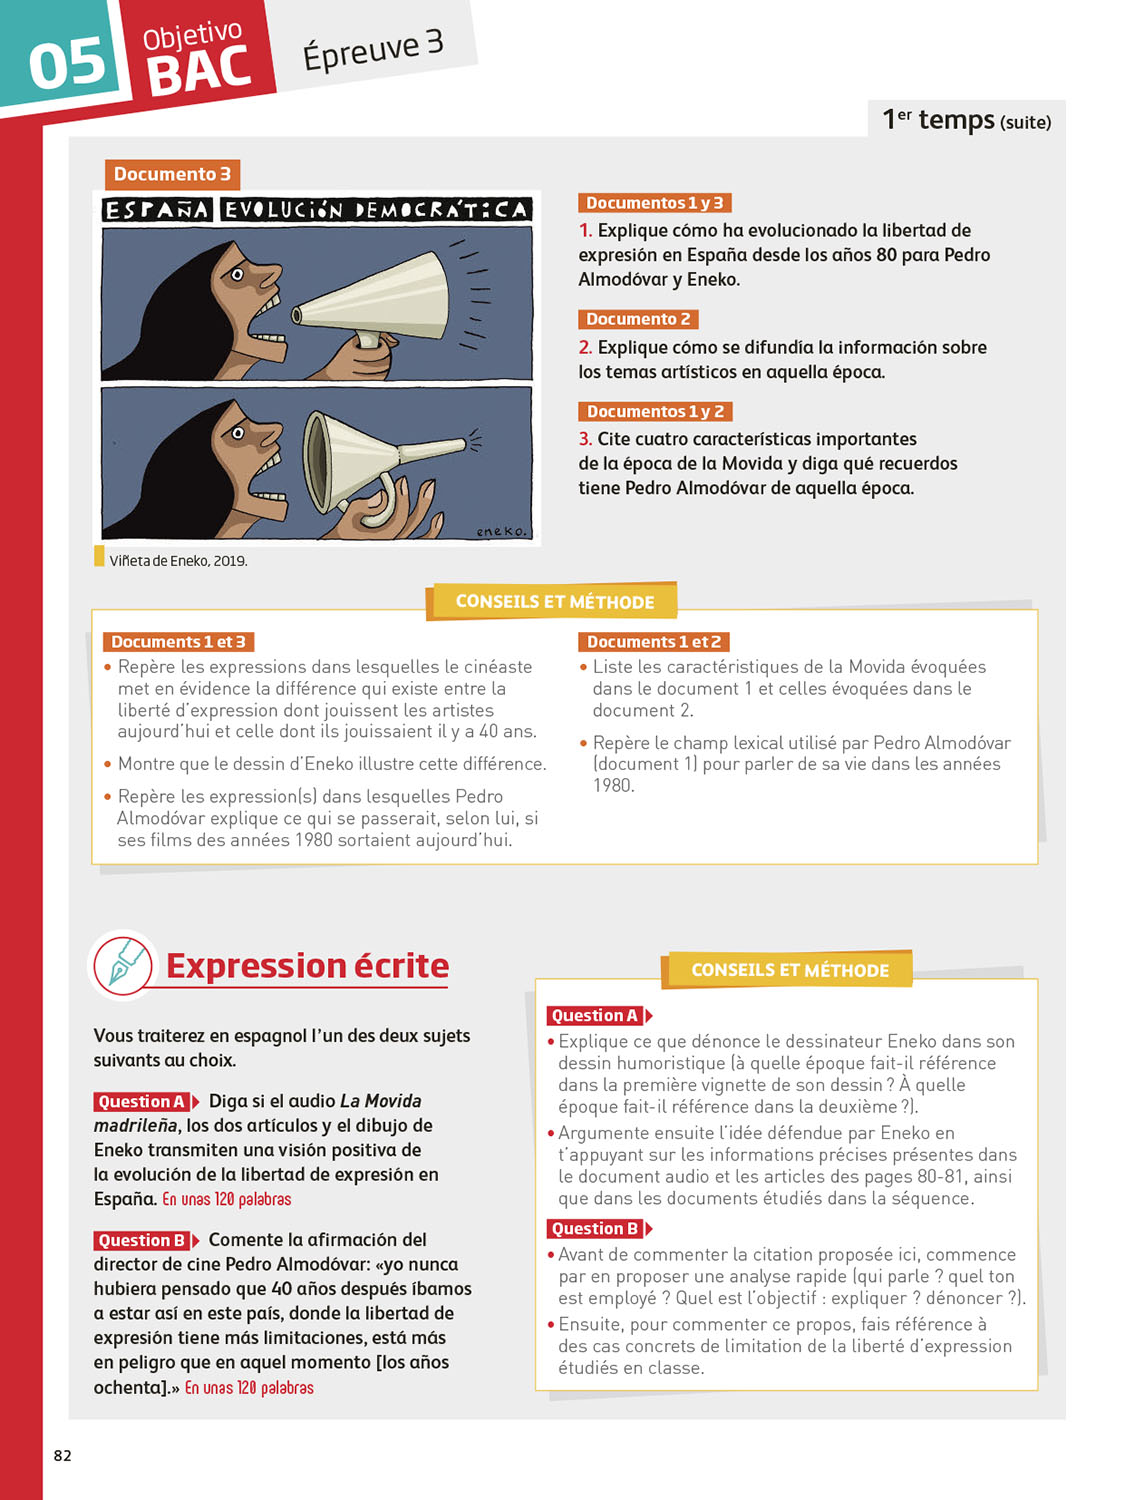 05
Objetivo
BAC
Épreuve 3
1er temps (suite)
Documento 3
ESPAÑA EVOLUCIÓN DEMOCRÁTICA
eneko.
Viñeta de Eneko, 2019.
Documentos 1 y 3
1. Explique cómo ha evolucionado la libertad de
expresión en España desde los años 80 para Pedro
Almodóvar y Eneko.
Documento 2
2. Explique cómo se difundía la información sobre
los temas artísticos en aquella época.
Documentos 1 y 2
3. Cite cuatro características importantes
de la época de la Movida y diga qué recuerdos
tiene Pedro Almodóvar de aquella época.
CONSEILS ET MÉTHODE
Documents 1 et 3
• Repère les expressions dans lesquelles le cinéaste
met en évidence la différence qui existe entre la
liberté d'expression dont jouissent les artistes
aujourd'hui et celle dont ils jouissaient il y a 40 ans.
• Montre que le dessin d'Eneko illustre cette différence.
• Repère les expression(s) dans lesquelles Pedro
Almodóvar explique ce qui se passerait, selon lui, si
ses films des années 1980 sortaient aujourd'hui.
Documents 1 et 2
• Liste les caractéristiques de la Movida évoquées
dans le document 1 et celles évoquées dans le
document 2.
• Repère le champ lexical utilisé par Pedro Almodóvar
(document 1) pour parler de sa vie dans les années
1980.
Expression écrite
Vous traiterez en espagnol l'un des deux sujets
suivants au choix.
Question A Diga si el audio La Movida
madrileña, los dos artículos y el dibujo de
Eneko transmiten una visión positiva de
la evolución de la libertad de expresión en
España. En unas 120 palabras
Question B Comente la afirmación del
director de cine Pedro Almodóvar: «yo nunca
hubiera pensado que 40 años después íbamos
a estar así en este país, donde la libertad de
expresión tiene más limitaciones, está más
en peligro que en aquel momento [los años
ochenta].» En unas 120 palabras
CONSEILS ET MÉTHODE
Question A
• Explique ce que dénonce le dessinateur Eneko dans son
dessin humoristique (à quelle époque fait-il référence
dans la première vignette de son dessin ? À quelle
époque fait-il référence dans la deuxième ?).
• Argumente ensuite l'idée défendue par Eneko en
t'appuyant sur les informations précises présentes dans
le document audio et les articles des pages 80-81, ainsi
que dans les documents étudiés dans la séquence.
Question B
• Avant de commenter la citation proposée ici, commence
par en proposer une analyse rapide (qui parle ? quel ton
est employé ? Quel est l'objectif : expliquer ? dénoncer ?).
• Ensuite, pour commenter ce propos, fais référence à
des cas concrets de limitation de la liberté d'expression
étudiés en classe.
82